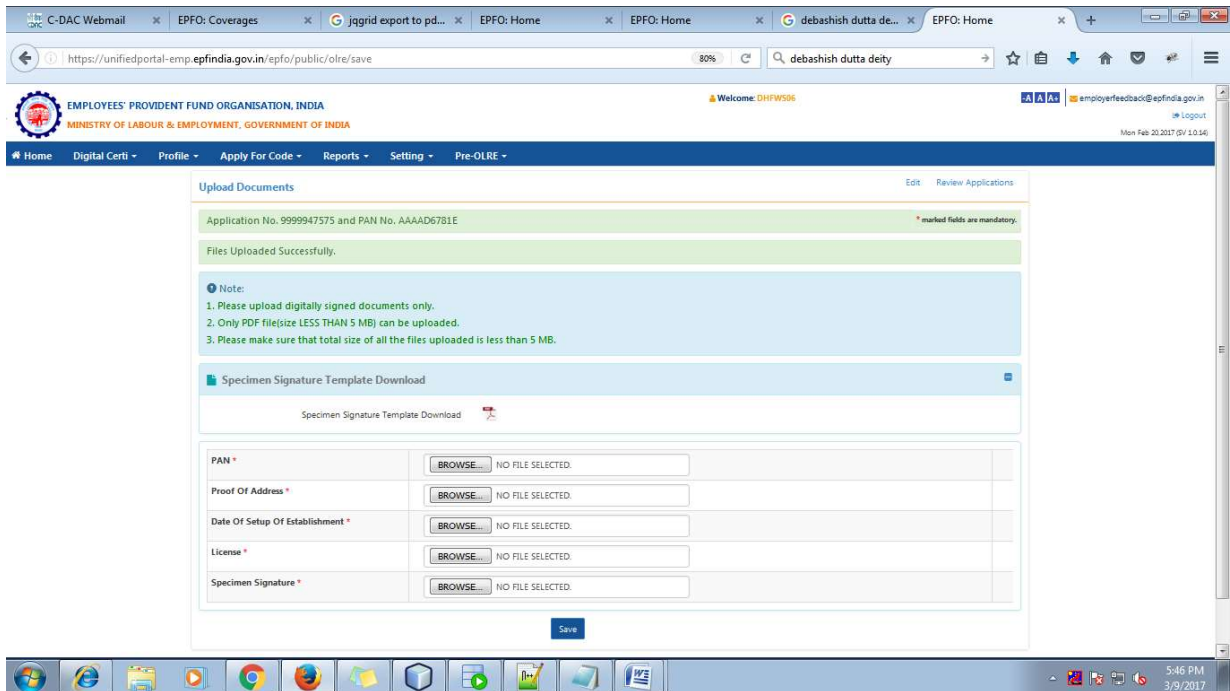 C-DAC Webmail × EPFO: Coverages × jqgrid export to pd... × EPFO: Home × EPFO: Home × debashish dutta de... × EPFO: Home × +
https://unifiedportal-emp.epfindia.gov.in/epfo/public/olre/save 80% debashish dutta deity
EMPLOYEES' PROVIDENT FUND ORGANISATION, INDIA
MINISTRY OF LABOUR & EMPLOYMENT, GOVERNMENT OF INDIA
Welcome: DHFWS06
-A A A+ employerfeedback@epfindia.gov.in
Logout
Mon Feb 20,2017 (SV 1.0.14)
Home Digital Certi Profile Apply For Code Reports Setting Pre-OLRE
Upload Documents Edit Review Applications
Application No. 9999947575 and PAN No. AAAAD6781E * marked fields are mandatory.
Files Uploaded Successfully.
Note:
1. Please upload digitally signed documents only.
2. Only PDF file(size LESS THAN 5 MB) can be uploaded.
3. Please make sure that total size of all the files uploaded is less than 5 MB.
Specimen Signature Template Download
Specimen Signature Template Download
PAN * BROWSE... NO FILE SELECTED.
Proof Of Address * BROWSE... NO FILE SELECTED.
Date Of Setup Of Establishment * BROWSE... NO FILE SELECTED.
License * BROWSE... NO FILE SELECTED.
Specimen Signature * BROWSE... NO FILE SELECTED.
Save
5:46 PM
3/9/2017